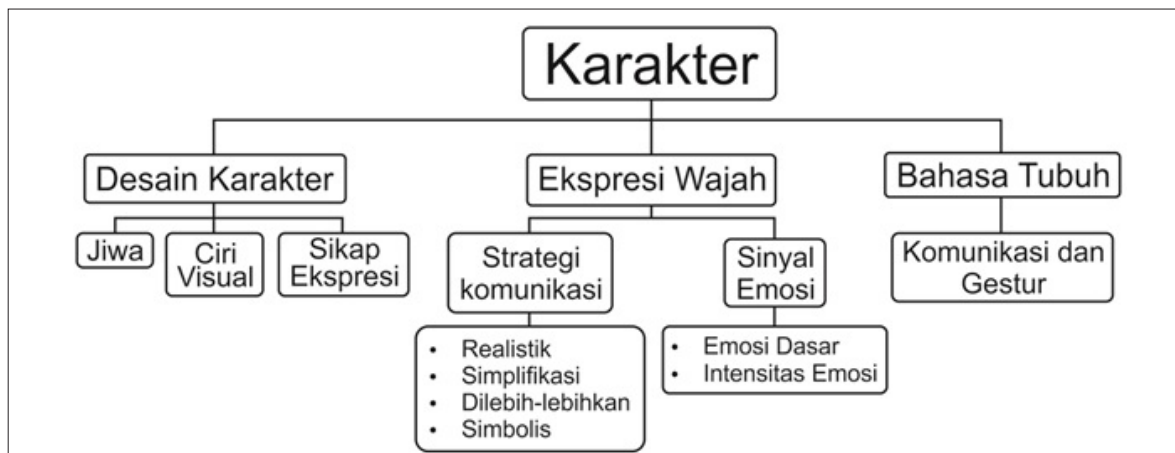 Karakter
Desain Karakter
Jiwa
Ciri
Visual
Sikap
Ekspresi
Ekspresi Wajah
Strategi
komunikasi
• Realistik
• Simplifikasi
• Dilebih-lebihkan
• Simbolis
Sinyal
Emosi
• Emosi Dasar
• Intensitas Emosi
Bahasa Tubuh
Komunikasi dan
Gestur